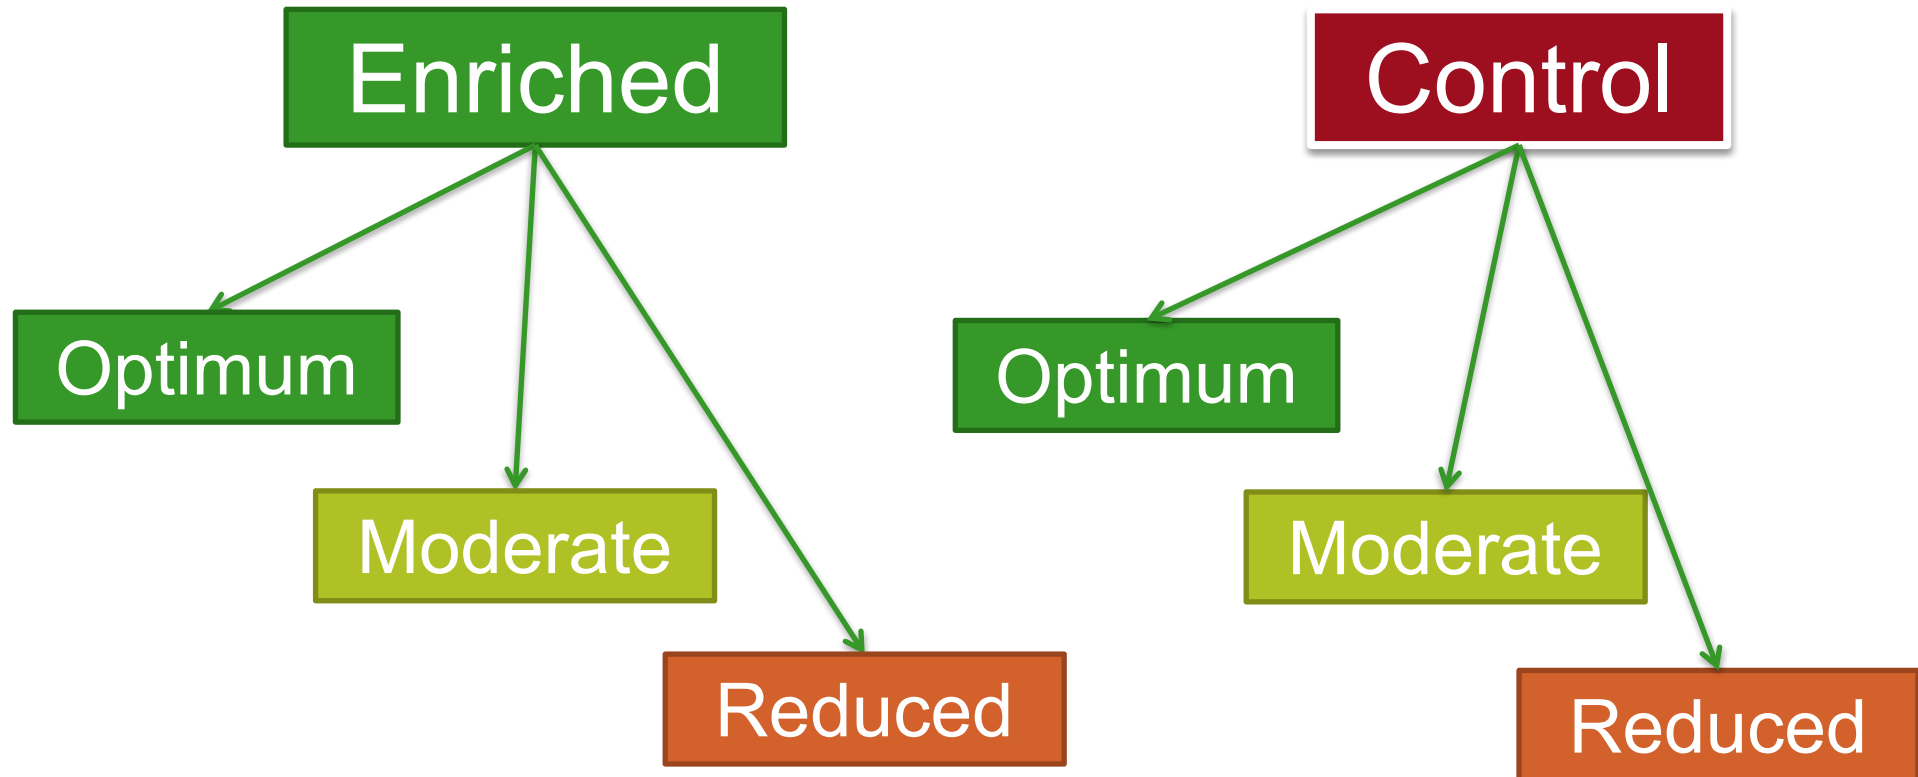 Enriched
Control
Optimum
Optimum
Moderate
Moderate
Reduced
Reduced